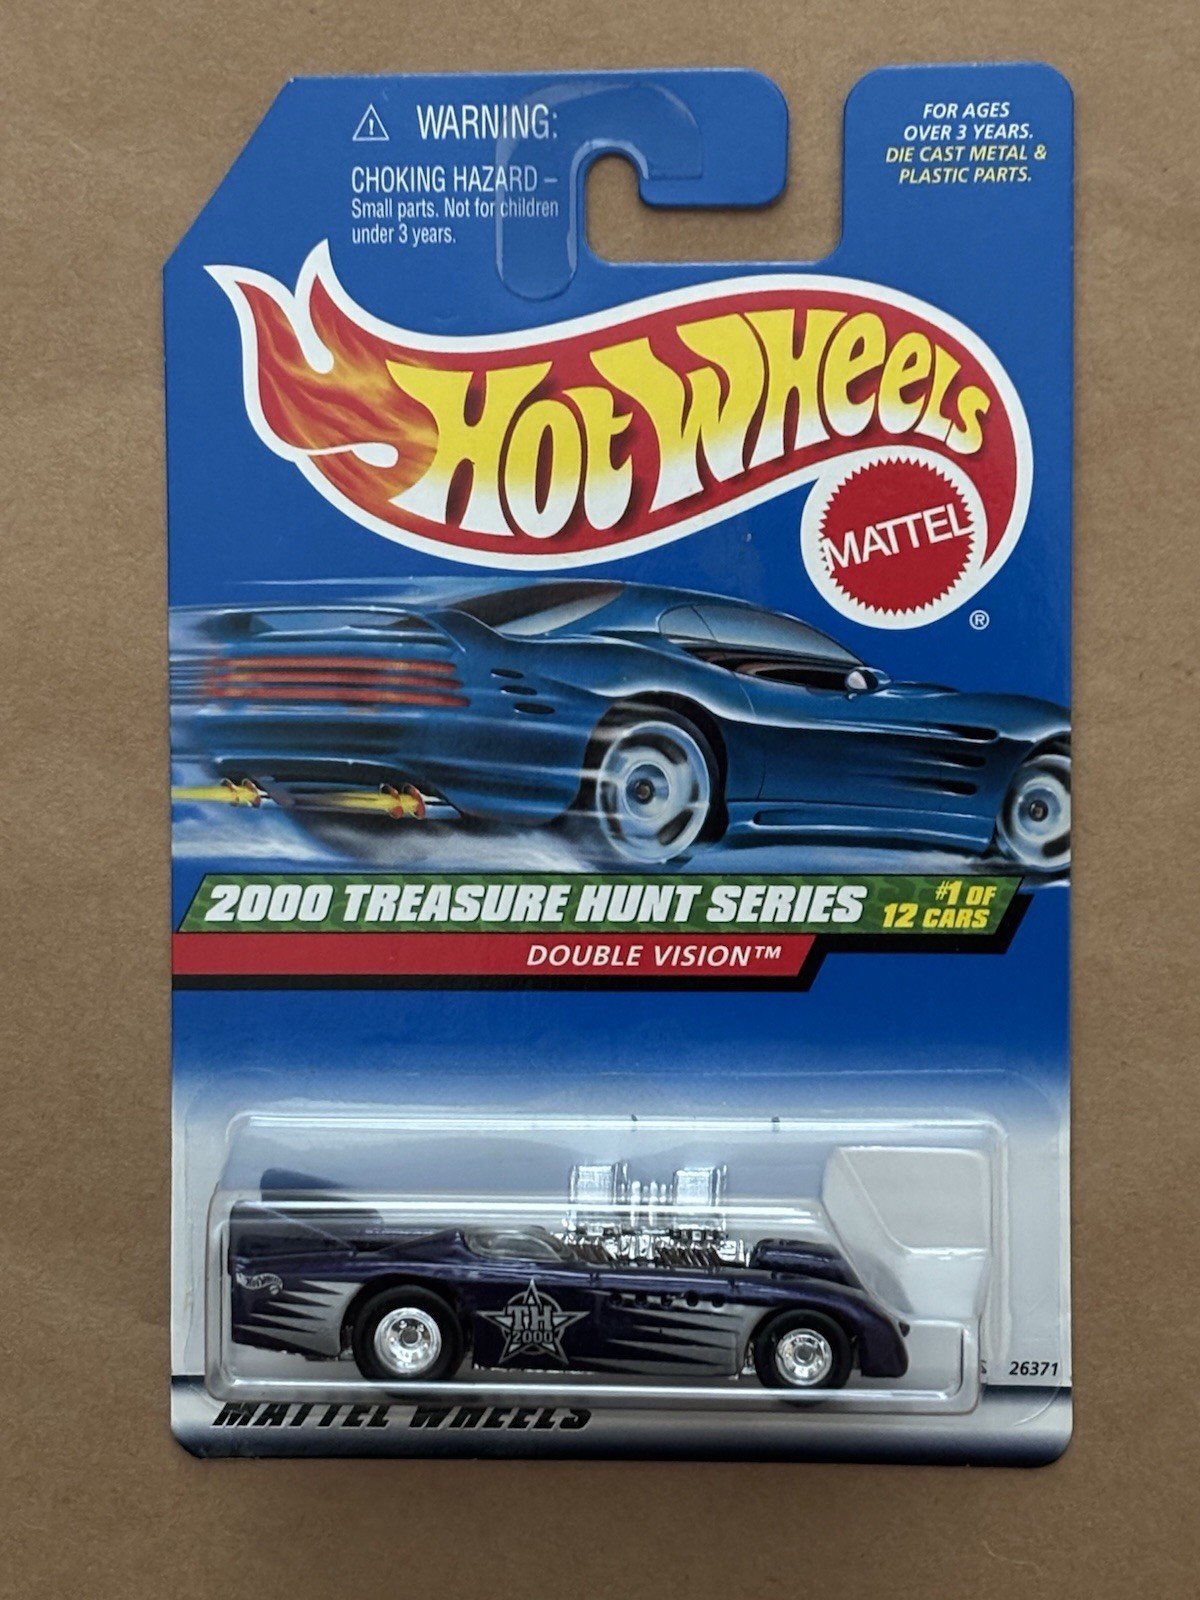 WARNING:
CHOKING HAZARD –
Small parts. Not for children
under 3 years.
FOR AGES
OVER 3 YEARS.
DIE CAST METAL &
PLASTIC PARTS.
HOT WHEELS
MATTEL
®
2000 TREASURE HUNT SERIES
#1 OF
12 CARS
DOUBLE VISION™
HOT WHEELS
TH
2000
26371
MATTEL WHEELS